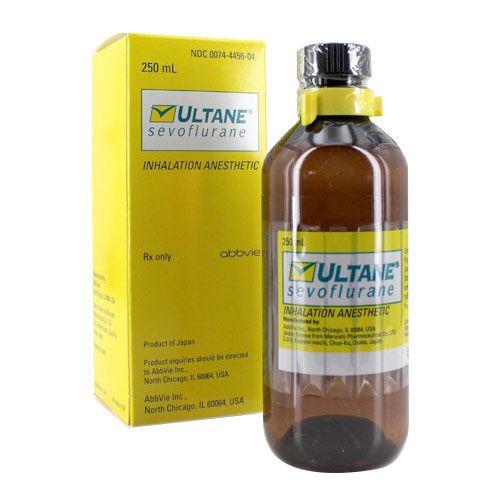 NDC 0074-4456-04
250 mL
ULTANE®
sevoflurane
INHALATION ANESTHETIC
Rx only
abbvie
Product of Japan
Product inquiries should be directed
to AbbVie Inc.,
North Chicago, IL 60064, USA
AbbVie Inc.,
North Chicago, IL 60064, USA
250 mL
ULTANE®
sevoflurane
INHALATION ANESTHETIC
Manufactured by:
AbbVie Inc., North Chicago, IL 60064, USA
Under license from Maruishi Pharmaceutical Co., LTD.
Chuo-Ku, Osaka, Japan